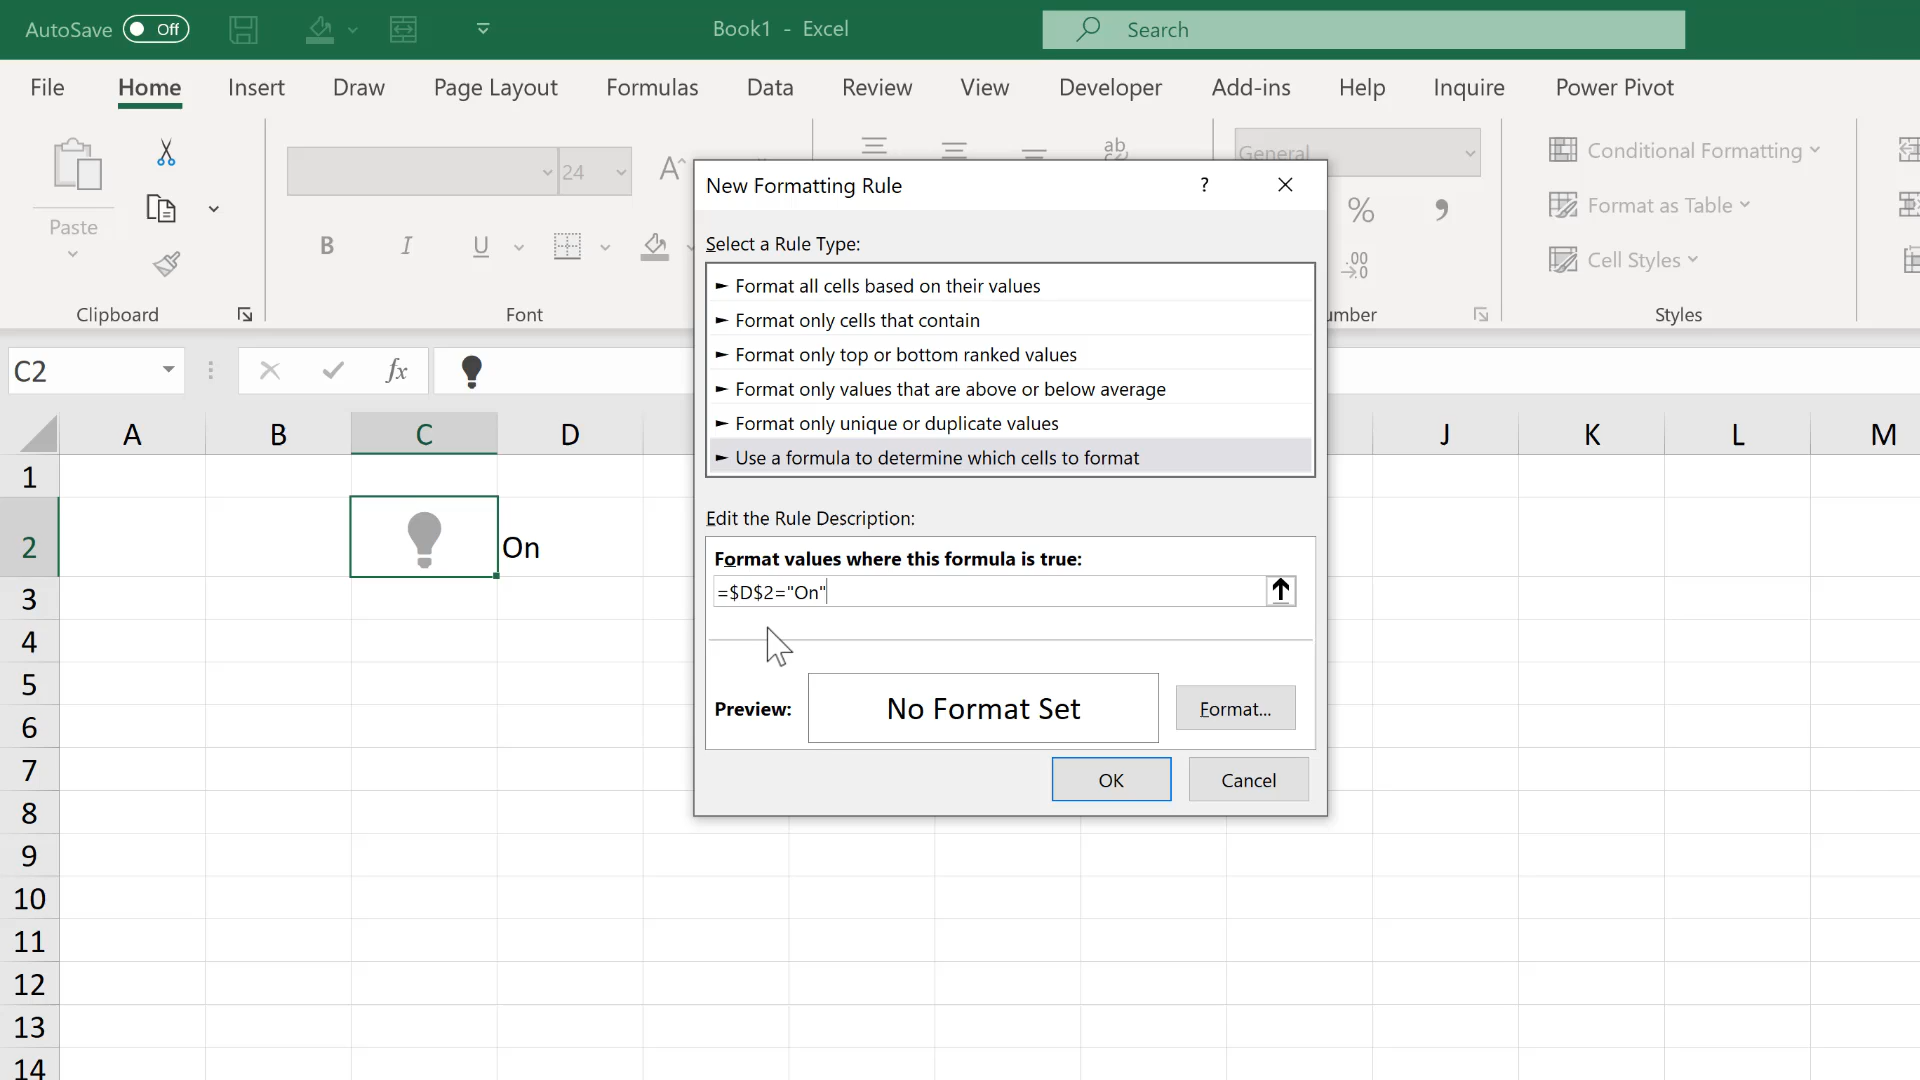 AutoSave Off Book1 - Excel Search
File Home Insert Draw Page Layout Formulas Data Review View Developer Add-ins Help Inquire Power Pivot
24 General
Paste
B I U
ab
%
.00
→0
Conditional Formatting
Format as Table
Cell Styles
Clipboard Font Styles
C2 fx
New Formatting Rule ? ×
Select a Rule Type:
► Format all cells based on their values
► Format only cells that contain
► Format only top or bottom ranked values
► Format only values that are above or below average
► Format only unique or duplicate values
► Use a formula to determine which cells to format
Edit the Rule Description:
Format values where this formula is true:
=$D$2="On"
Preview: No Format Set Format...
OK Cancel
A B C D J K L M
1
2 On
3
4
5
6
7
8
9
10
11
12
13
14